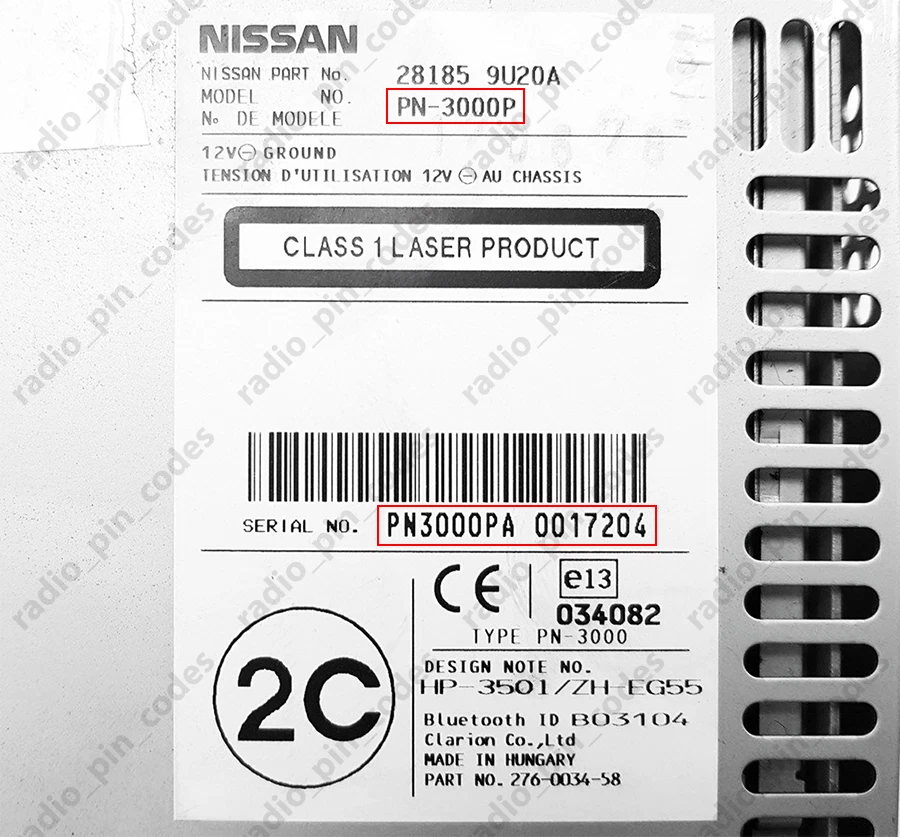 NISSAN
NISSAN PART No. 28185 9U20A
MODEL NO. PN-3000P
No DE MODELE
12V⊖GROUND
TENSION D'UTILISATION 12V ⊖ AU CHASSIS
CLASS 1 LASER PRODUCT
SERIAL NO. PN3000PA 0017204
2C
CE e13
034082
TYPE PN-3000
DESIGN NOTE NO.
HP-3501/ZH-EG55
Bluetooth ID B03104
Clarion Co.,Ltd
MADE IN HUNGARY
PART NO. 276-0034-58
radio_pin_codes